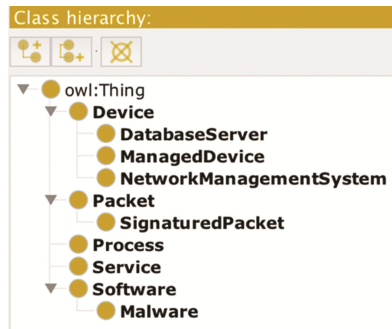 Class hierarchy:
owl:Thing
Device
DatabaseServer
ManagedDevice
NetworkManagementSystem
Packet
SignaturedPacket
Process
Service
Software
Malware